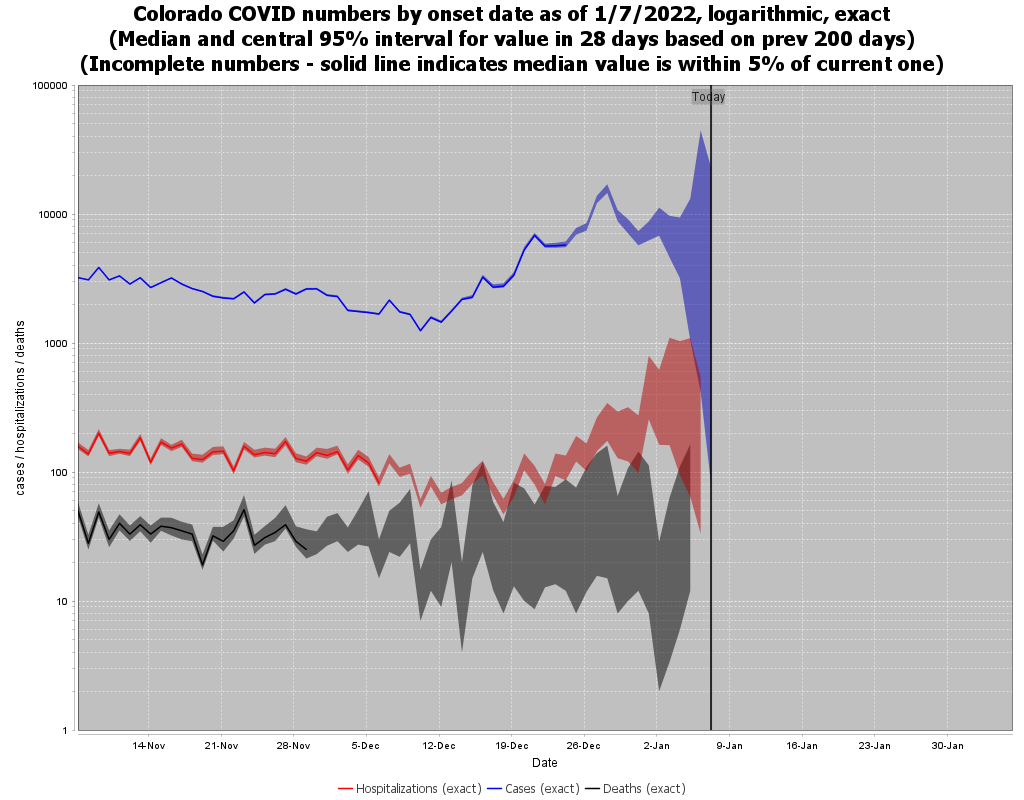 Colorado COVID numbers by onset date as of 1/7/2022, logarithmic, exact
(Median and central 95% interval for value in 28 days based on prev 200 days)
(Incomplete numbers - solid line indicates median value is within 5% of current one)
Today
100000
10000
1000
100
10
1
cases / hospitalizations / deaths
14-Nov 21-Nov 28-Nov 5-Dec 12-Dec 19-Dec 26-Dec 2-Jan 9-Jan 16-Jan 23-Jan 30-Jan
Date
Hospitalizations (exact) Cases (exact) Deaths (exact)